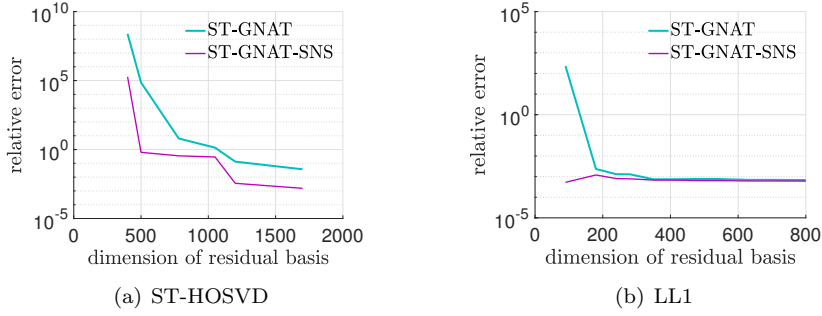 10^10
10^5
10^0
10^-5
relative error
ST-GNAT
ST-GNAT-SNS
0 500 1000 1500 2000
dimension of residual basis
(a) ST-HOSVD
10^5
10^0
10^-5
relative error
ST-GNAT
ST-GNAT-SNS
0 200 400 600 800
dimension of residual basis
(b) LL1